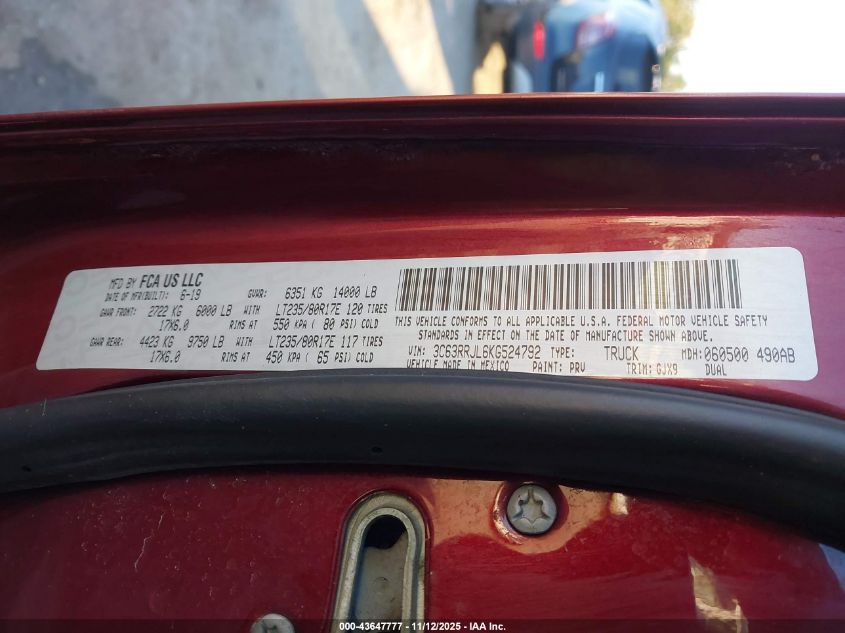 MFD BY FCA US LLC
DATE OF MFR(BUILT): 6-19 GVWR: 6351 KG 14000 LB
GAWR FRONT: 2722 KG 6000 LB WITH LT235/80R17E 120 TIRES
17X6.0 RIMS AT 550 KPA ( 80 PSI) COLD
GAWR REAR: 4423 KG 9750 LB WITH LT235/80R17E 117 TIRES
17X6.0 RIMS AT 450 KPA ( 65 PSI) COLD
THIS VEHICLE CONFORMS TO ALL APPLICABLE U.S.A. FEDERAL MOTOR VEHICLE SAFETY
STANDARDS IN EFFECT ON THE DATE OF MANUFACTURE SHOWN ABOVE.
VIN: 3C63RRJL6KG524792 TYPE: TRUCK MDH:060500 490AB
VEHICLE MADE IN MEXICO PAINT: PRV TRIM:GJX9 DUAL
000-43647777 - 11/12/2025 - IAA Inc.